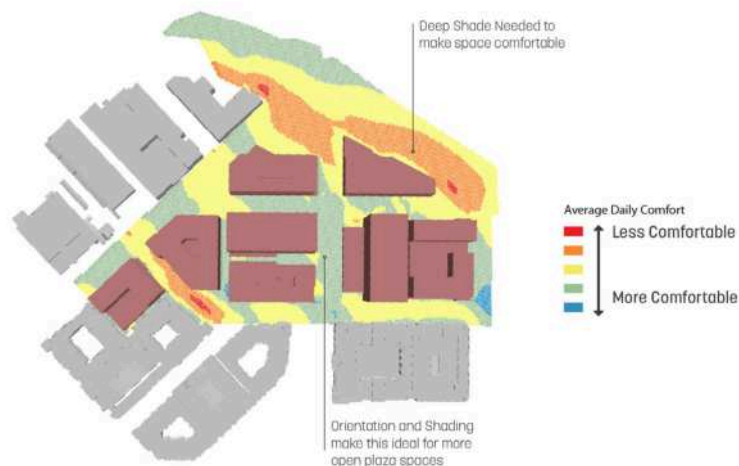 Deep Shade Needed to
make space comfortable
Average Daily Comfort
Less Comfortable
More Comfortable
Orientation and Shading
make this ideal for more
open plaza spaces